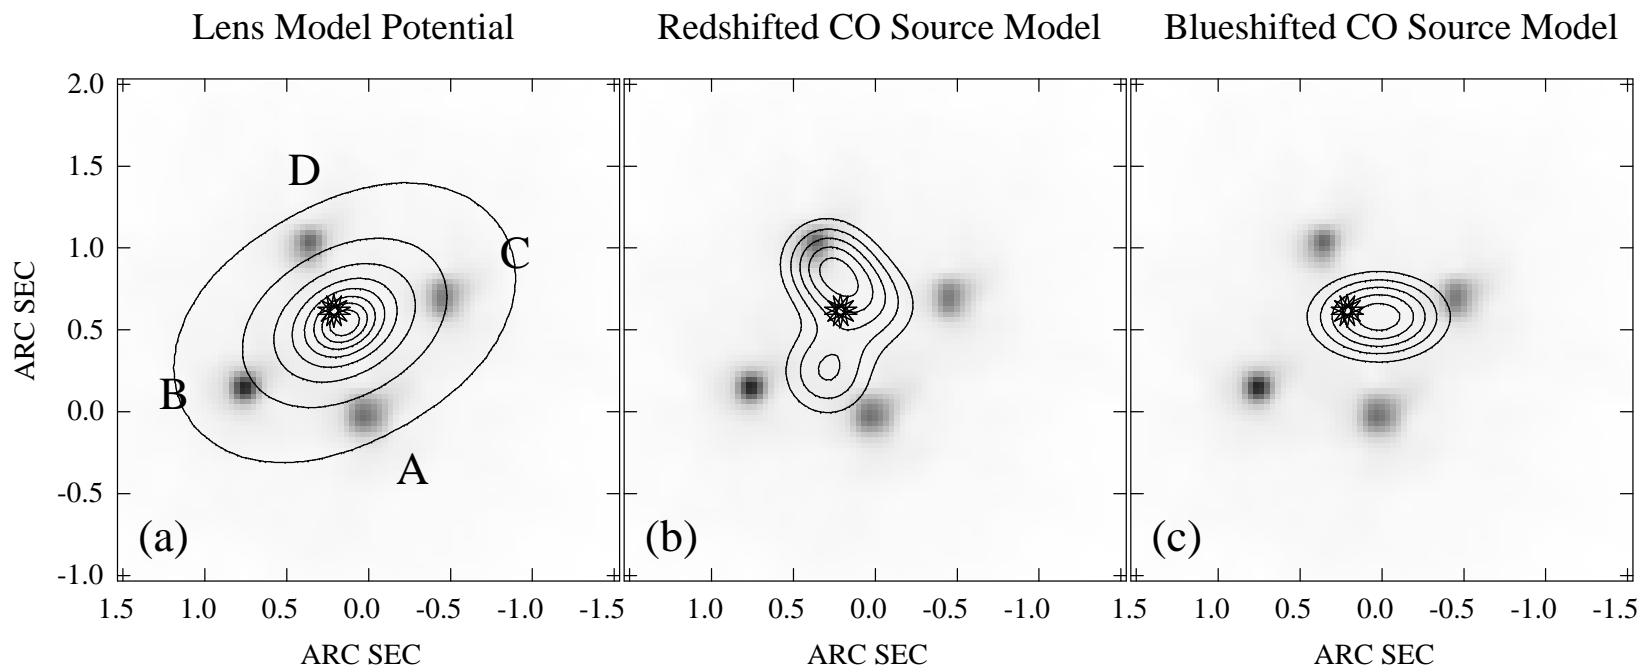 Lens Model Potential
Redshifted CO Source Model
Blueshifted CO Source Model
2.0
1.5
1.0
0.5
0.0
-0.5
-1.0
ARC SEC
D
C
B
A
(a)
(b)
(c)
1.5 1.0 0.5 0.0 -0.5 -1.0 -1.5
1.0 0.5 0.0 -0.5 -1.0
1.5 1.0 0.5 0.0 -0.5 -1.0 -1.5
ARC SEC
ARC SEC
ARC SEC